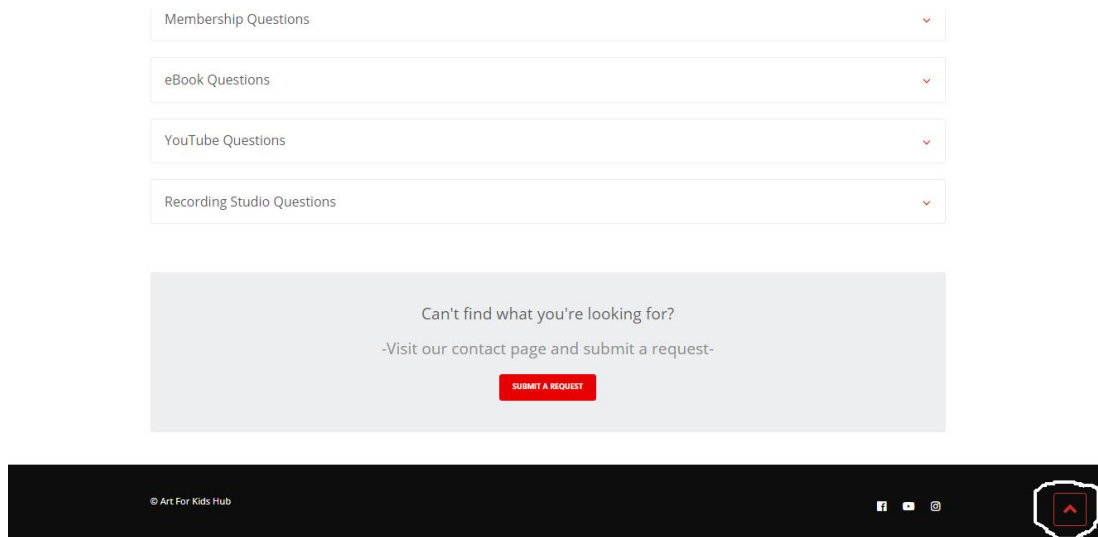 Membership Questions
eBook Questions
YouTube Questions
Recording Studio Questions
Can't find what you're looking for?
-Visit our contact page and submit a request-
SUBMIT A REQUEST
© Art For Kids Hub